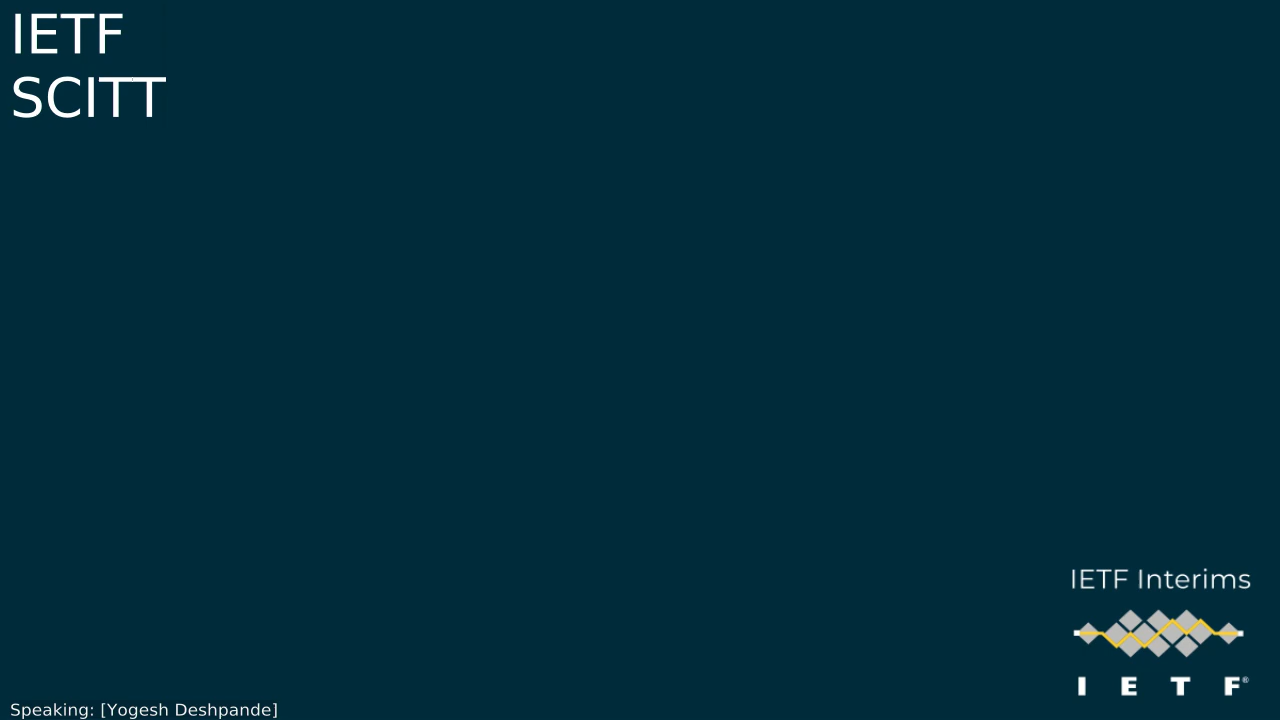 IETF
SCITT
IETF Interims
I E T F®
Speaking: [Yogesh Deshpande]